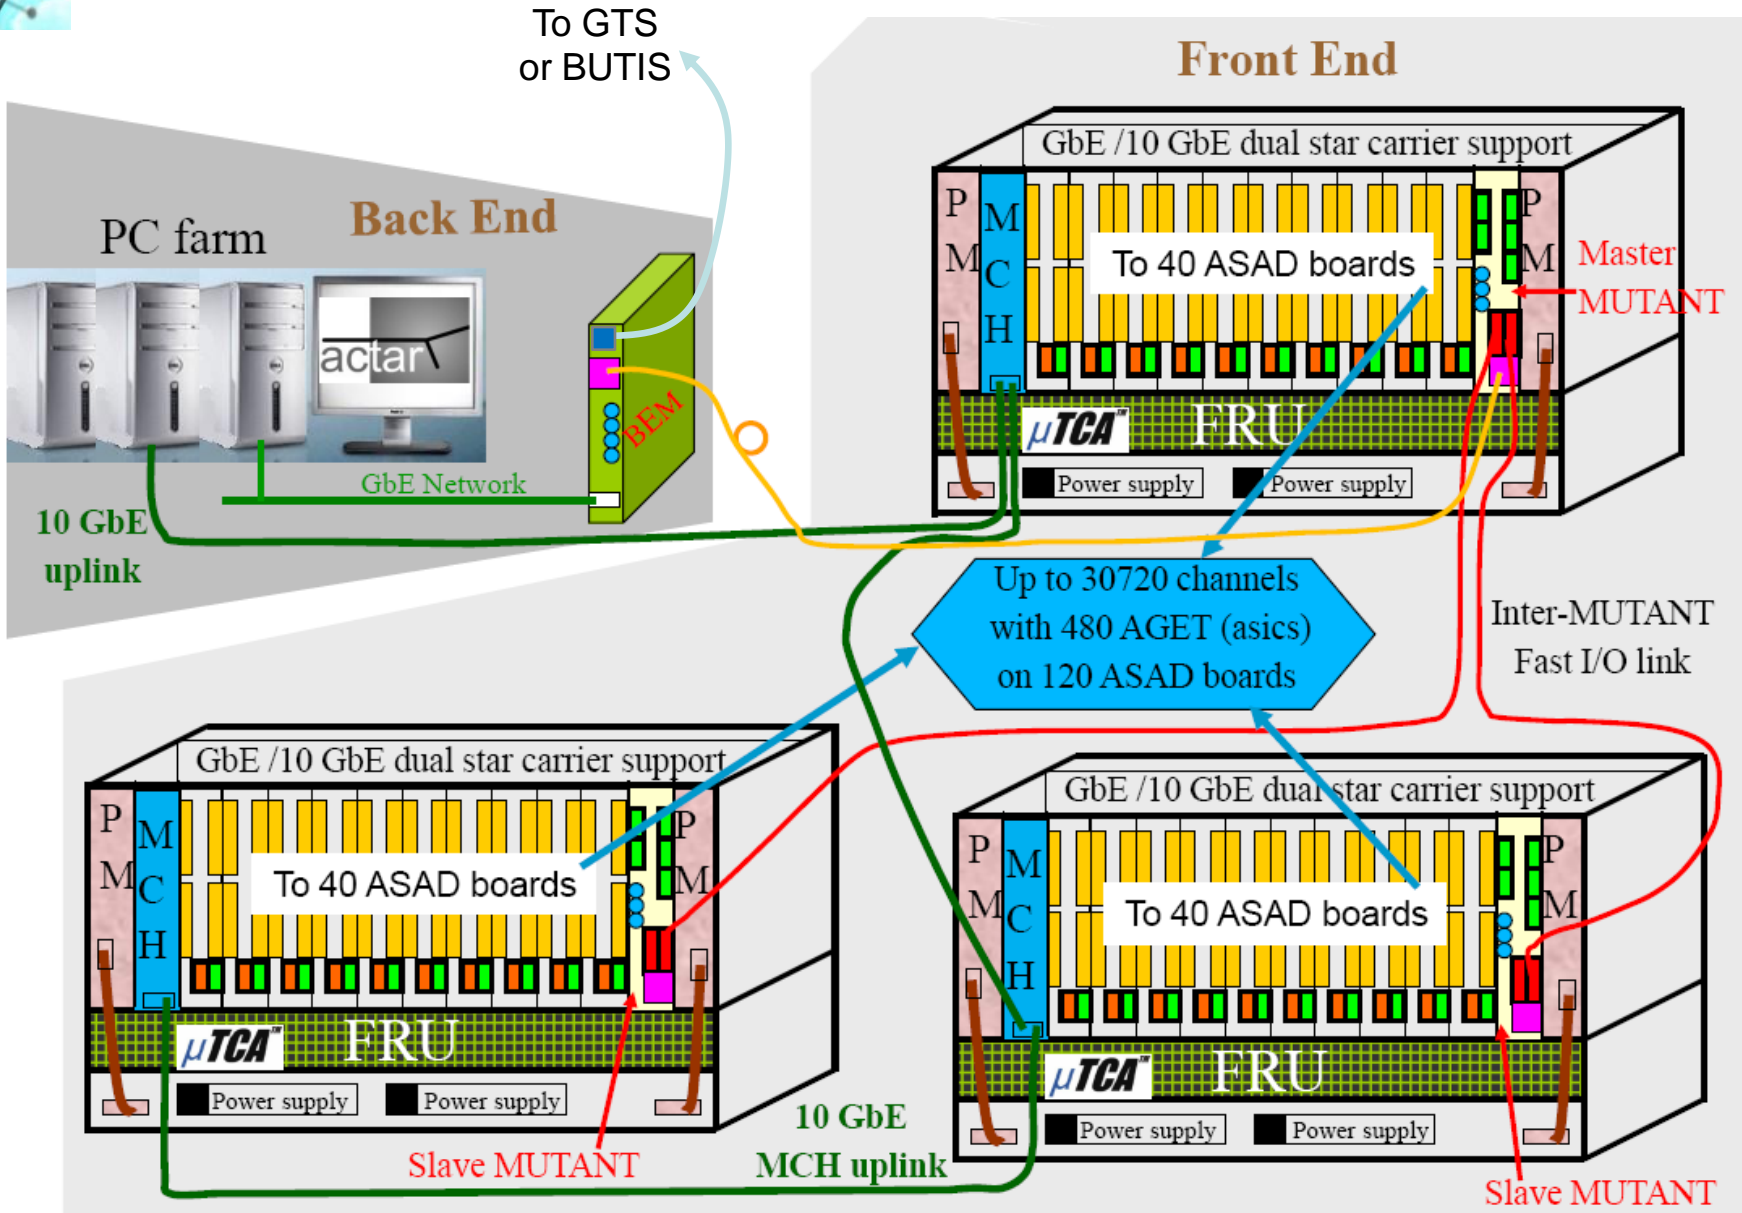 To GTS
or BUTIS
Front End
GbE /10 GbE dual star carrier support
P
M
M
C
H
To 40 ASAD boards
P
M
Master
MUTANT
Back End
PC farm
actar
BEM
GbE Network
10 GbE
uplink
µTCA™
FRU
Power supply
Power supply
Up to 30720 channels
with 480 AGET (asics)
on 120 ASAD boards
Inter-MUTANT
Fast I/O link
GbE /10 GbE dual star carrier support
P
M
M
C
H
To 40 ASAD boards
P
M
µTCA™
FRU
Power supply
Power supply
Slave MUTANT
10 GbE
MCH uplink
GbE /10 GbE dual star carrier support
P
M
M
C
H
To 40 ASAD boards
P
M
µTCA™
FRU
Power supply
Power supply
Slave MUTANT